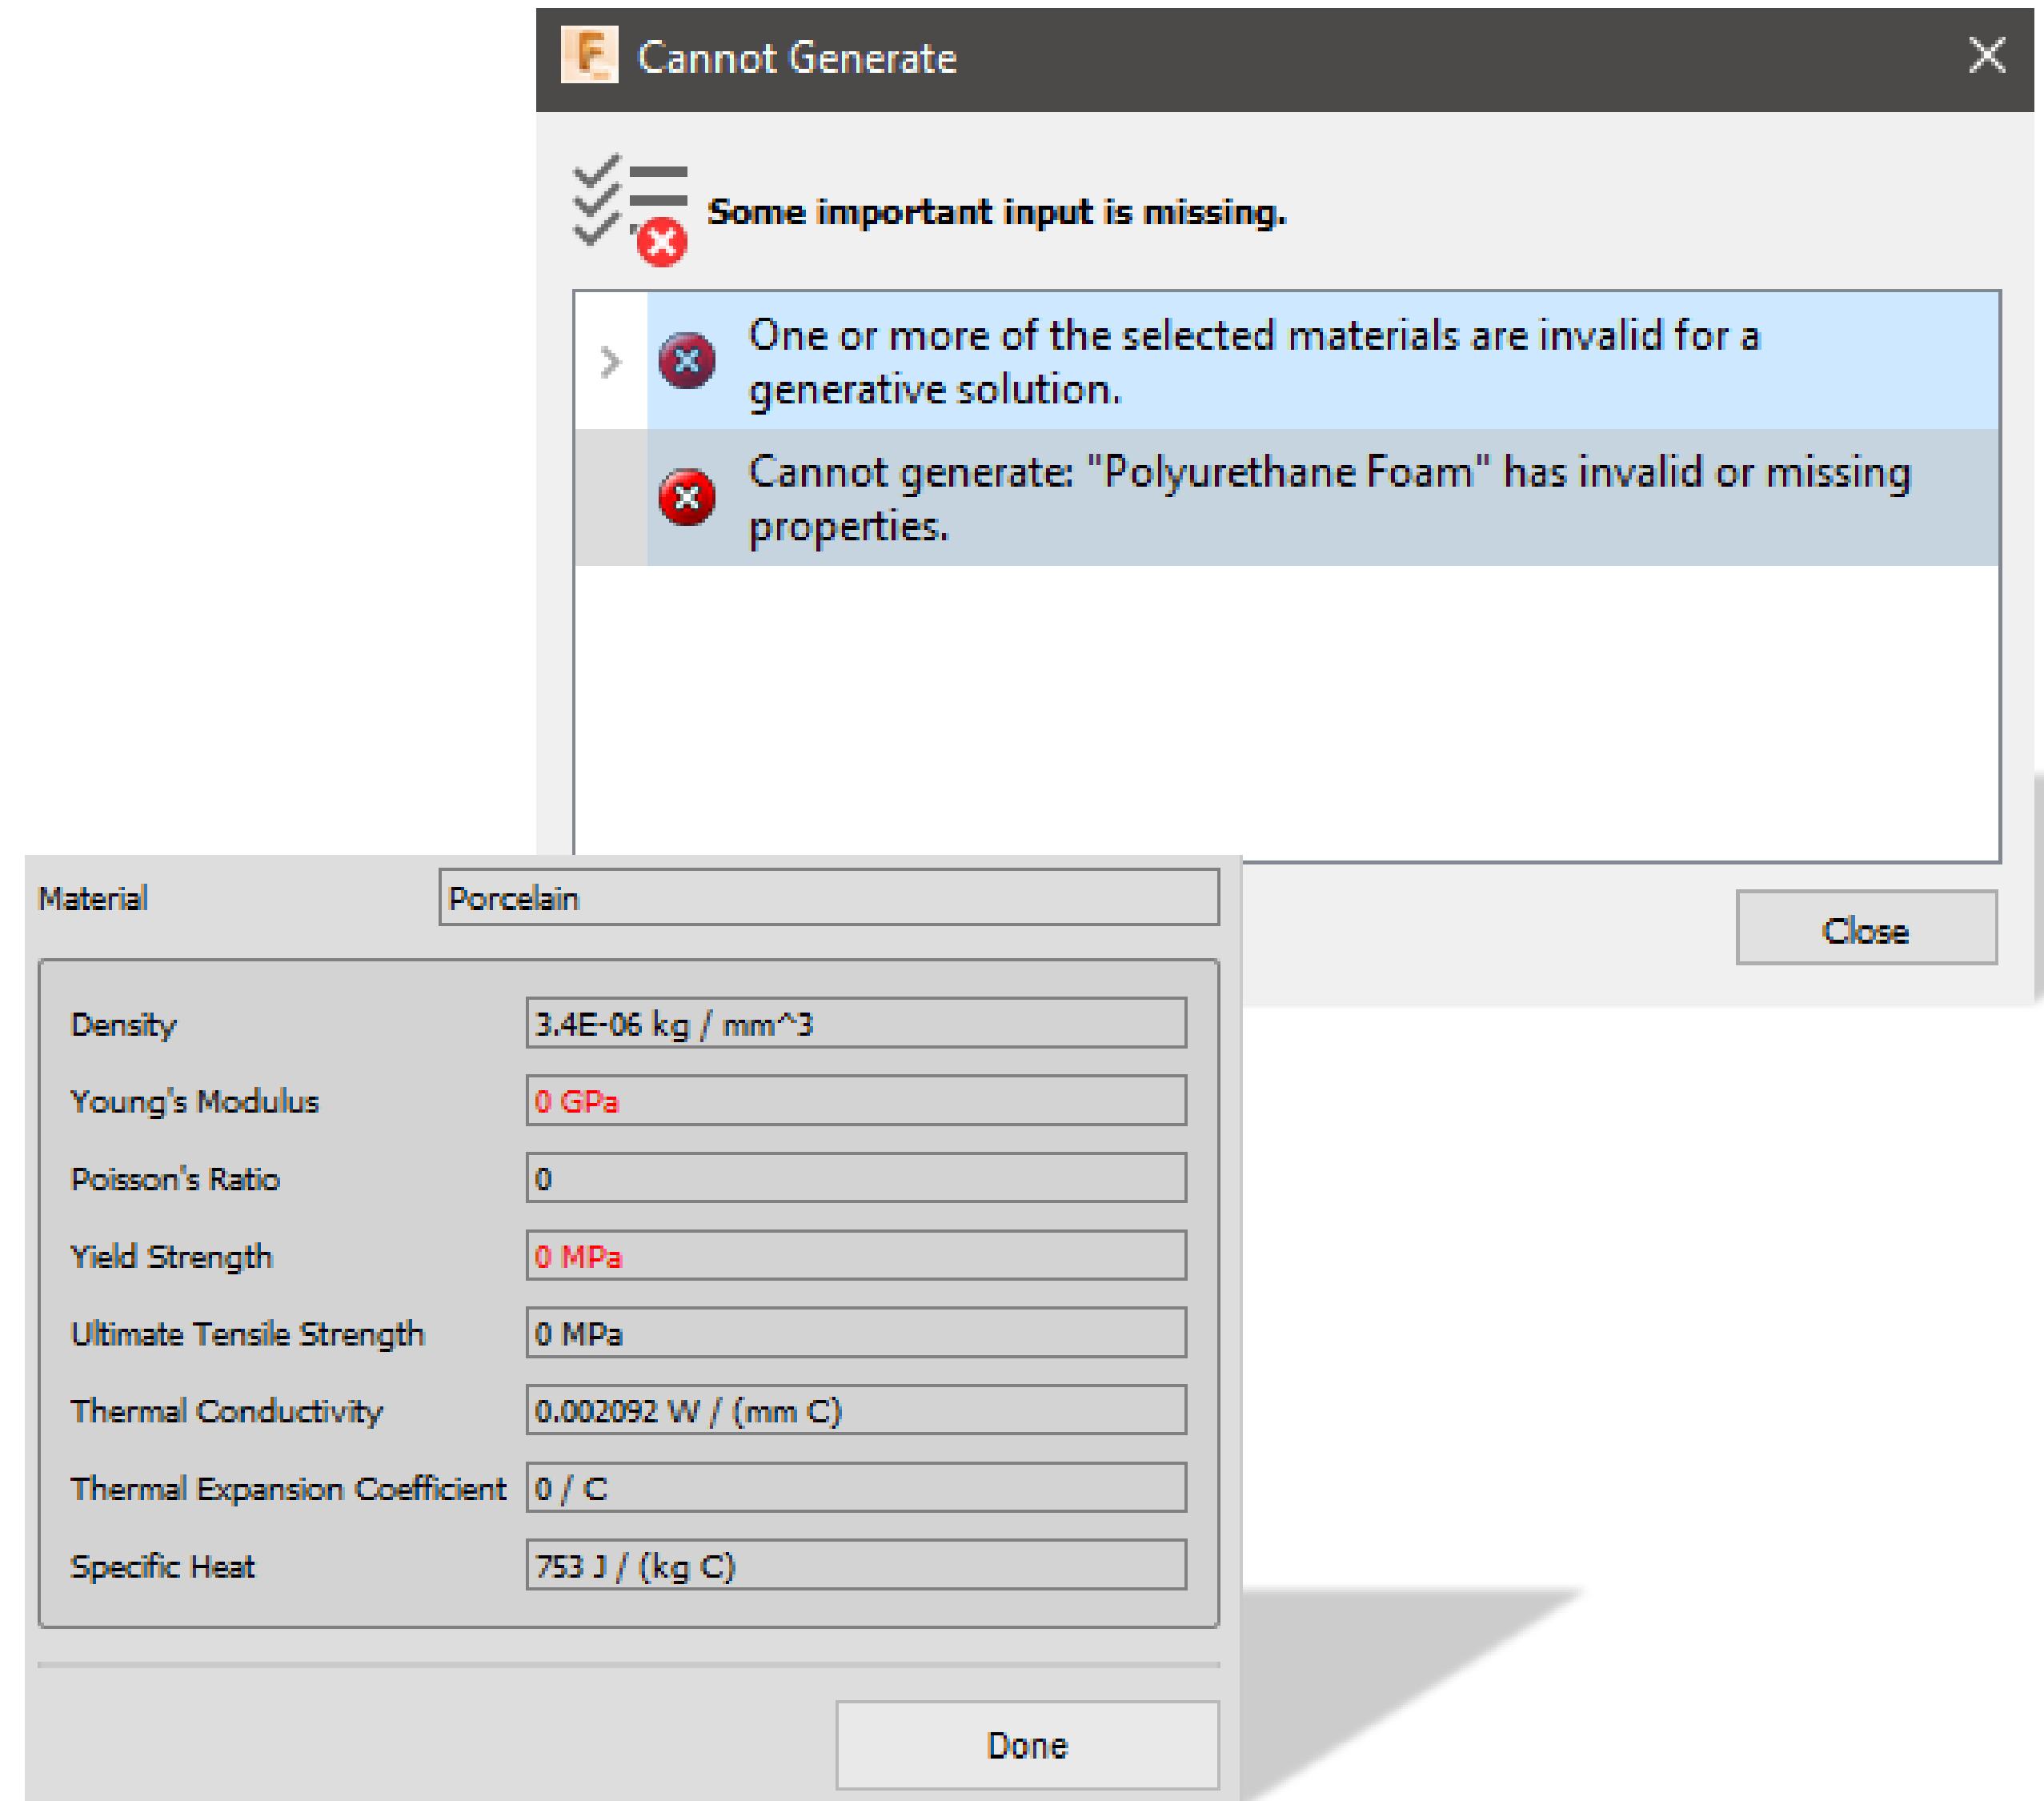 F
Cannot Generate
Some important input is missing.
One or more of the selected materials are invalid for a
generative solution.
Cannot generate: "Polyurethane Foam" has invalid or missing
properties.
Close
Material Porcelain
Density 3.4E-06 kg / mm^3
Young's Modulus 0 GPa
Poisson's Ratio 0
Yield Strength 0 MPa
Ultimate Tensile Strength 0 MPa
Thermal Conductivity 0.002092 W / (mm C)
Thermal Expansion Coefficient 0 / C
Specific Heat 753 J / (kg C)
Done